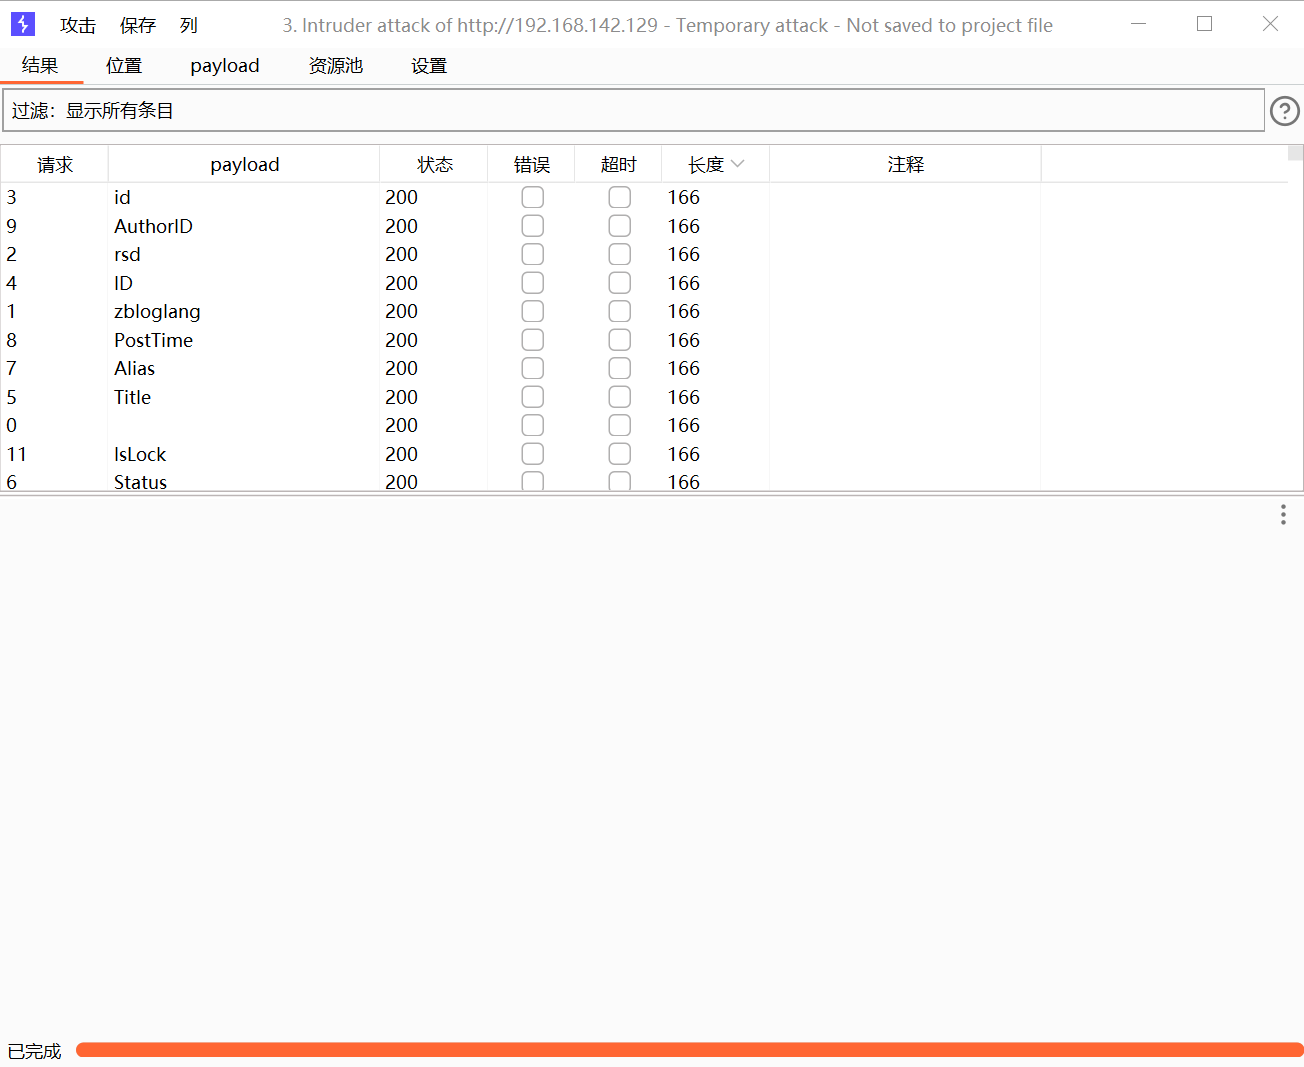 攻击 保存 列 3. Intruder attack of http://192.168.142.129 - Temporary attack - Not saved to project file
结果 位置 payload 资源池 设置
过滤：显示所有条目
请求 payload 状态 错误 超时 长度 注释
3 id 200 166
9 AuthorID 200 166
2 rsd 200 166
4 ID 200 166
1 zbloglang 200 166
8 PostTime 200 166
7 Alias 200 166
5 Title 200 166
0 200 166
11 IsLock 200 166
6 Status 200 166
已完成